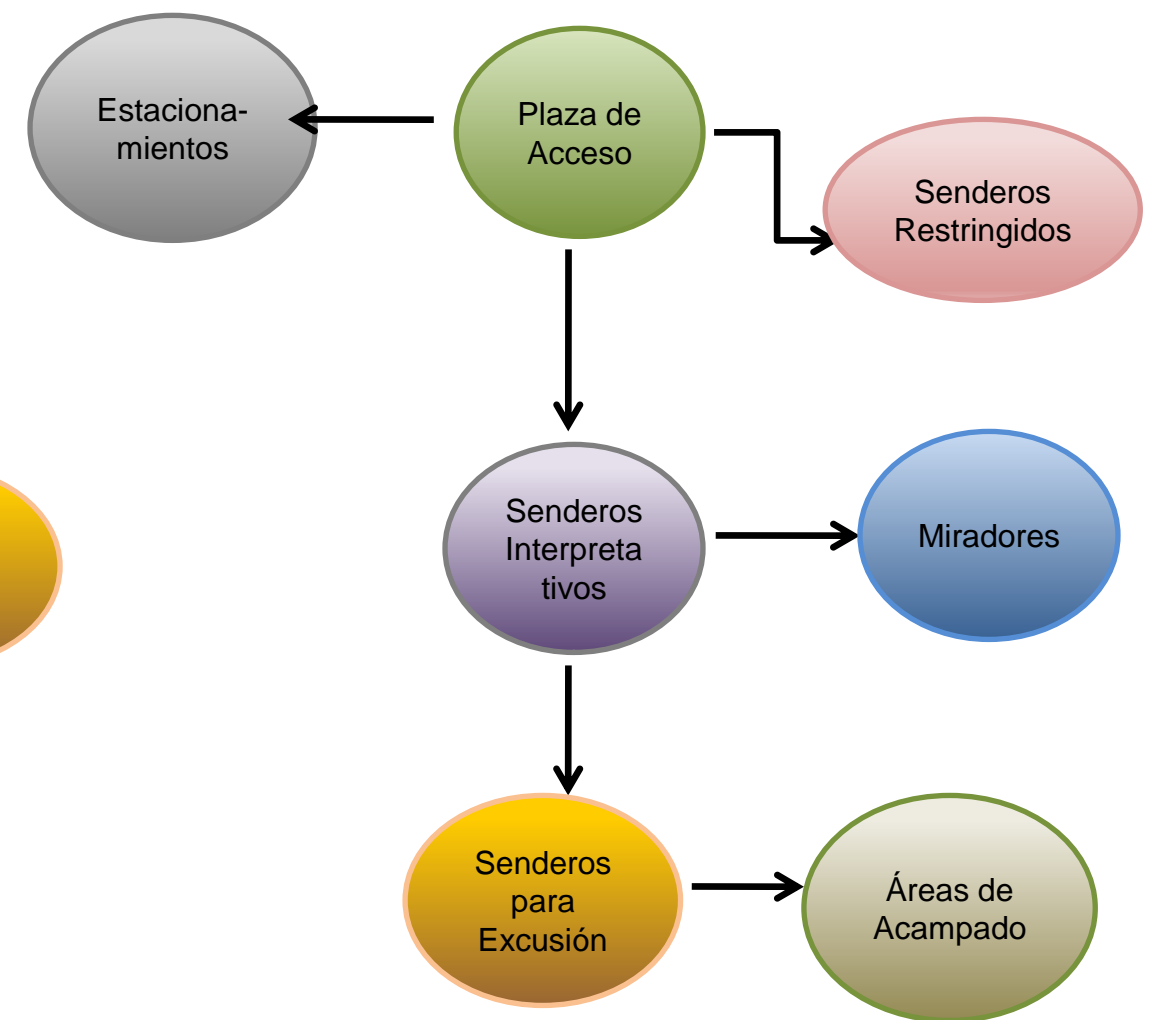 Estaciona-
mientos
Plaza de
Acceso
Senderos
Restringidos
Senderos
Interpreta
tivos
Miradores
Senderos
para
Excusión
Áreas de
Acampado